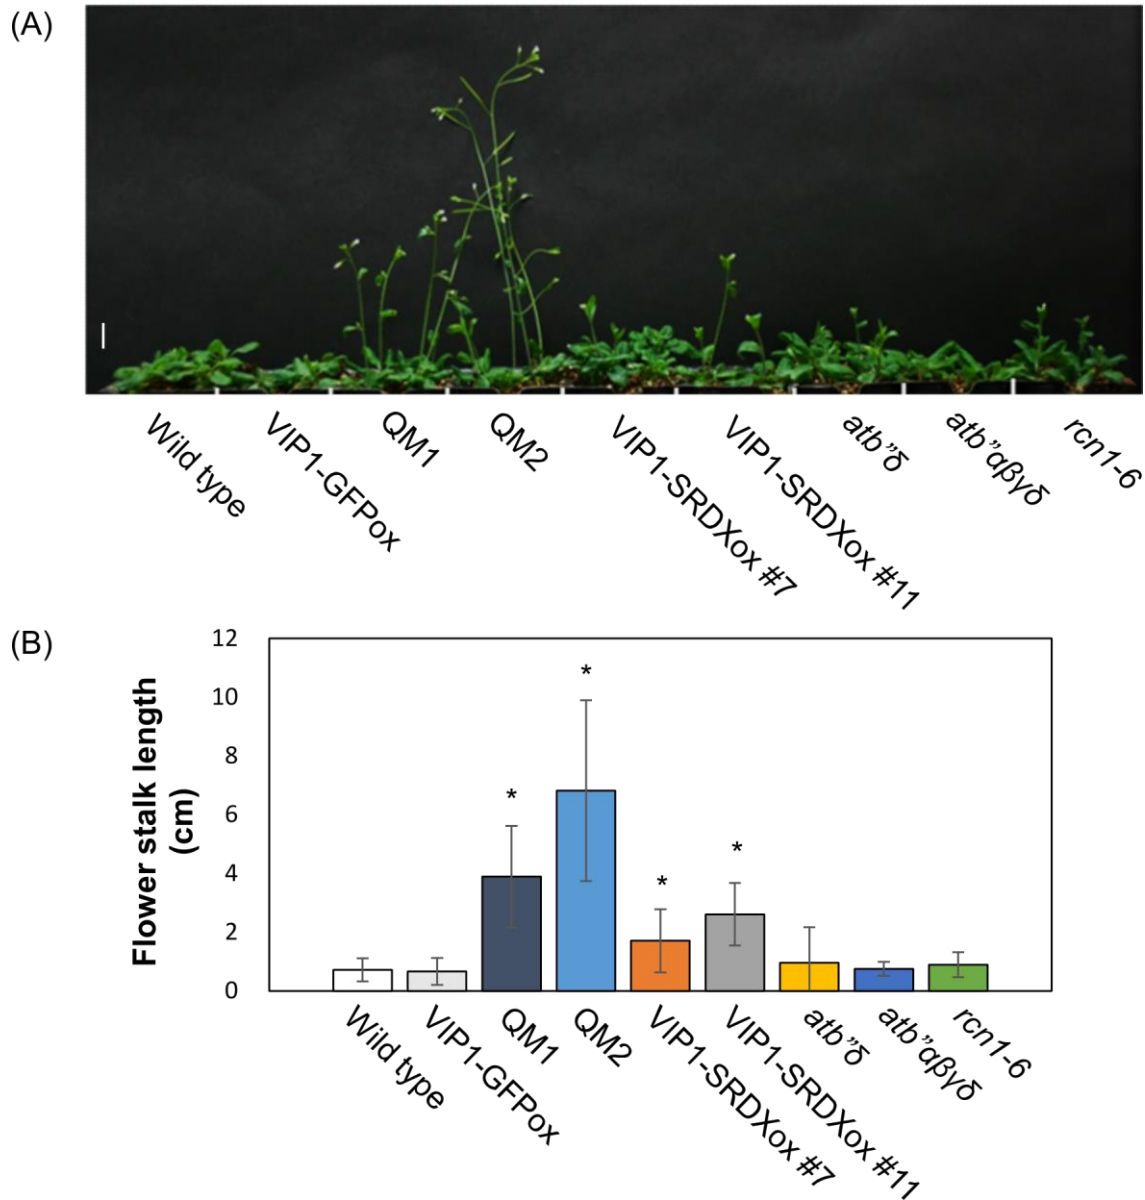 (A)
Wild type
VIP1-GFPox
QM1
QM2
VIP1-SRDXox #7
VIP1-SRDXox #11
atb”δ
atb”αβγδ
rcn1-6
(B)
Flower stalk length
(cm)
12
10
8
6
4
2
0
*
*
*
*
Wild type
VIP1-GFPox
QM1
QM2
VIP1-SRDXox #7
VIP1-SRDXox #11
atb”δ
atb”αβγδ
rcn1-6